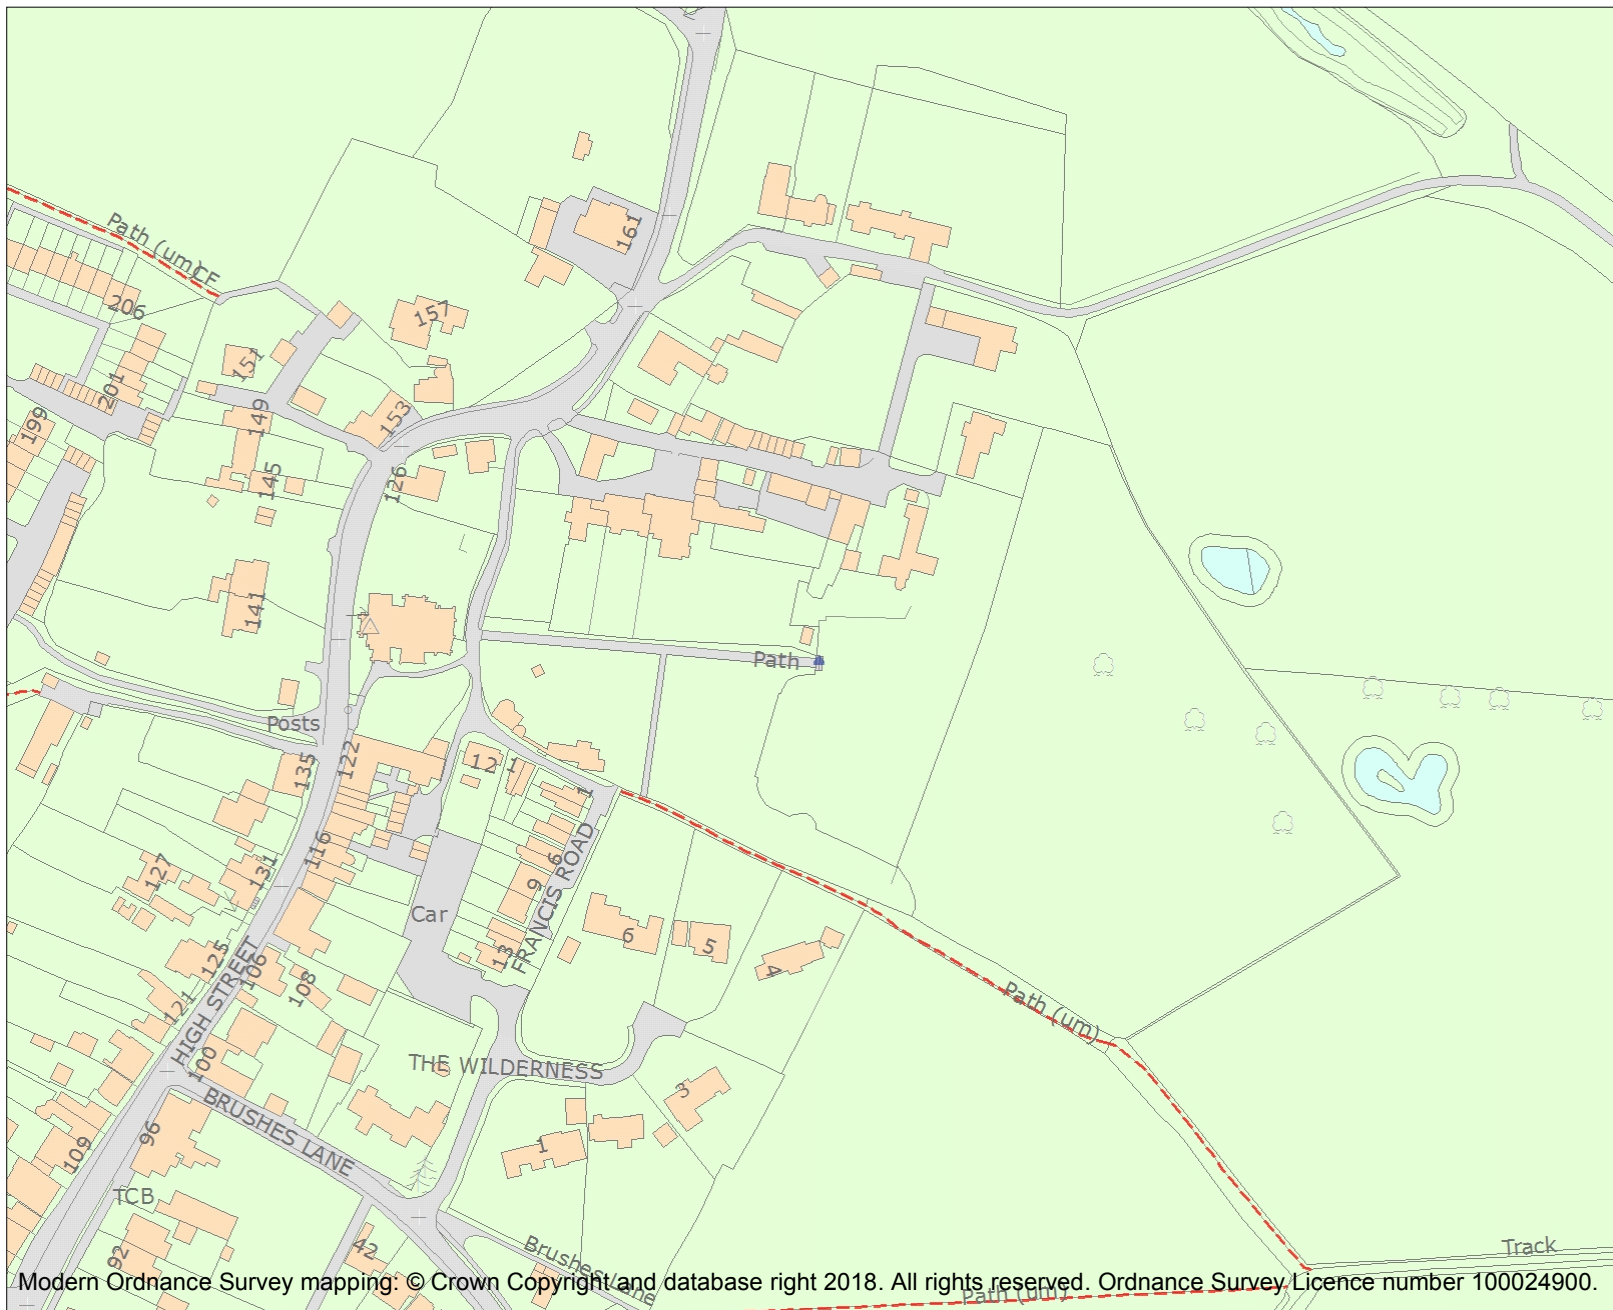 Path (um)
CF
206
161
157
151
201
199
149
153
145
126
141
Path
Posts
135
122
12
1
1
116
6
FRANCIS ROAD
9
127
131
Car
13
6
5
4
HIGH STREET
125
106
108
121
Path (um)
100
THE WILDERNESS
3
BRUSHES LANE
96
109
1
TCB
42
92
Brushes Lane
Track
Path (um)
Modern Ordnance Survey mapping: © Crown Copyright and database right 2018. All rights reserved. Ordnance Survey Licence number 100024900.